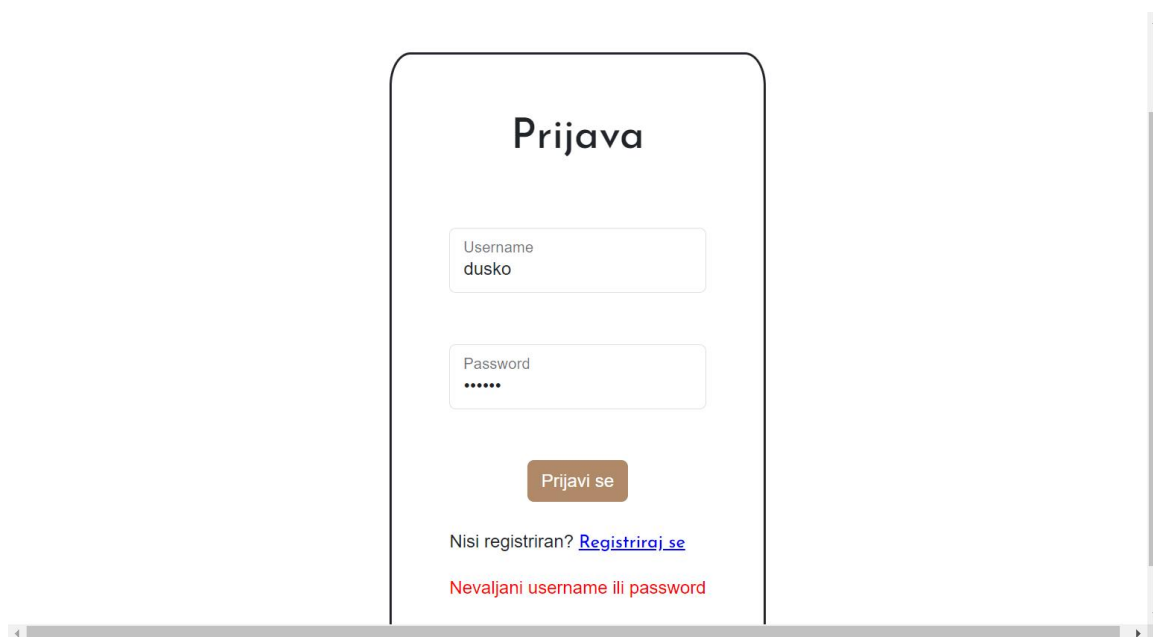 Prijava
Username
dusko
Password
••••••
Prijavi se
Nisi registriran? Registriraj se
Nevaljani username ili password